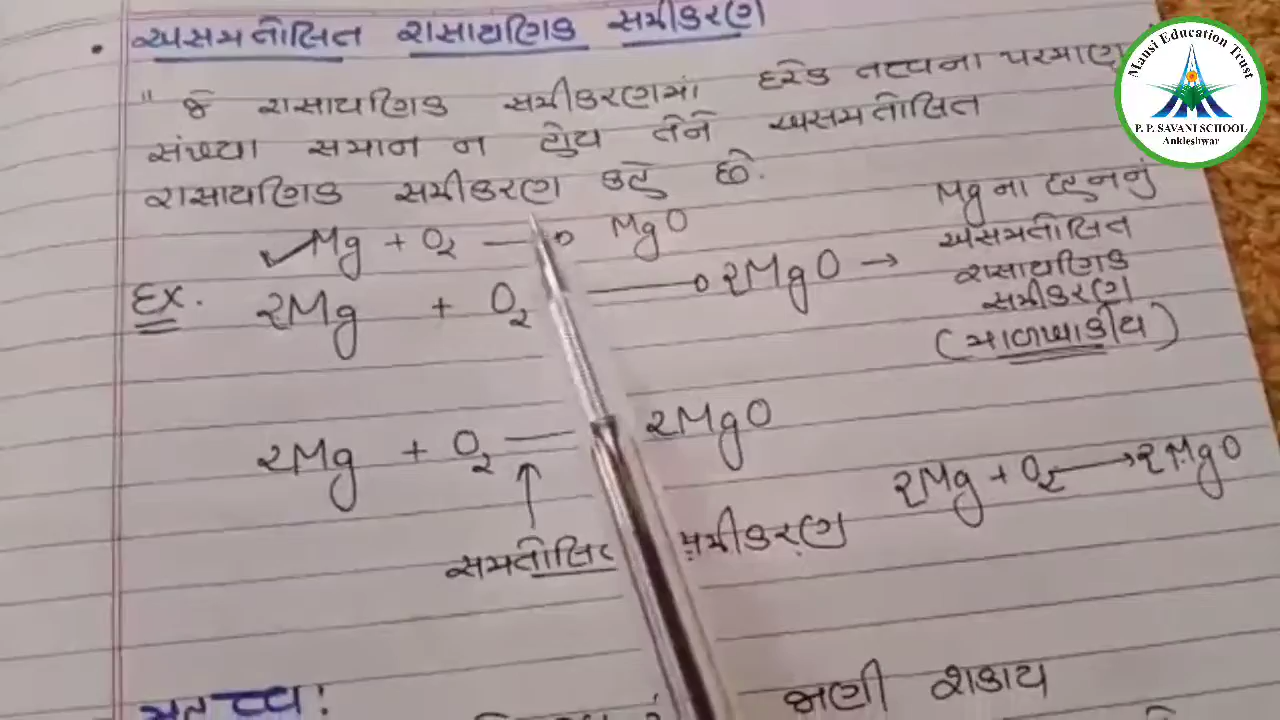 • અસમતોલિત રાસાયણિક સમીકરણ
" જે રાસાયણિક સમીકરણમાં દરેક તત્વના પરમાણુ
સંખ્યા સમાન ન હોય તેને અસમતોલિત
રાસાયણિક સમીકરણ કહે છે.
✓Mg + O₂ → MgO
Ex. 2Mg + O₂ → 2MgO →
Mg ના દહનનું
અસમતોલિત
રાસાયણિક
સમીકરણ
(માળખાકીય)
2Mg + O₂ — 2MgO
↑
2Mg + O₂ → 2MgO
સમતોલિ સમીકરણ
જાણી શકાય
Mansi Education Trust
P. P. SAVANI SCHOOL
Ankleshwar